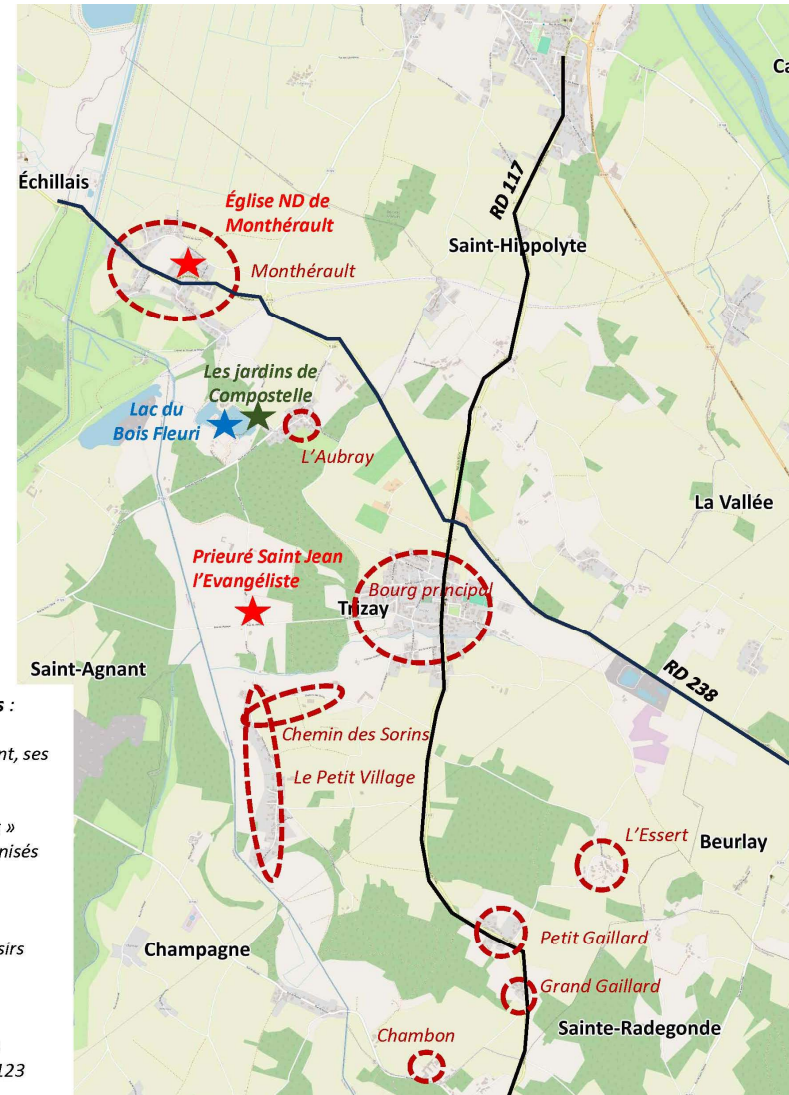 Ca
Échillais
Église ND de
Monthérault
Monthérault
RD 117
Saint-Hippolyte
Les jardins de
Compostelle
Lac du
Bois Fleuri
L'Aubray
La Vallée
Prieuré Saint Jean
l'Evangéliste
Bourg principal
Trizay
Saint-Agnant
RD 238
s :
nt, ses
Chemin des Sorins
Le Petit Village
»
nisés
L'Essert
Beurlay
Petit Gaillard
sirs
Champagne
Grand Gaillard
Sainte-Radegonde
Chambon
123